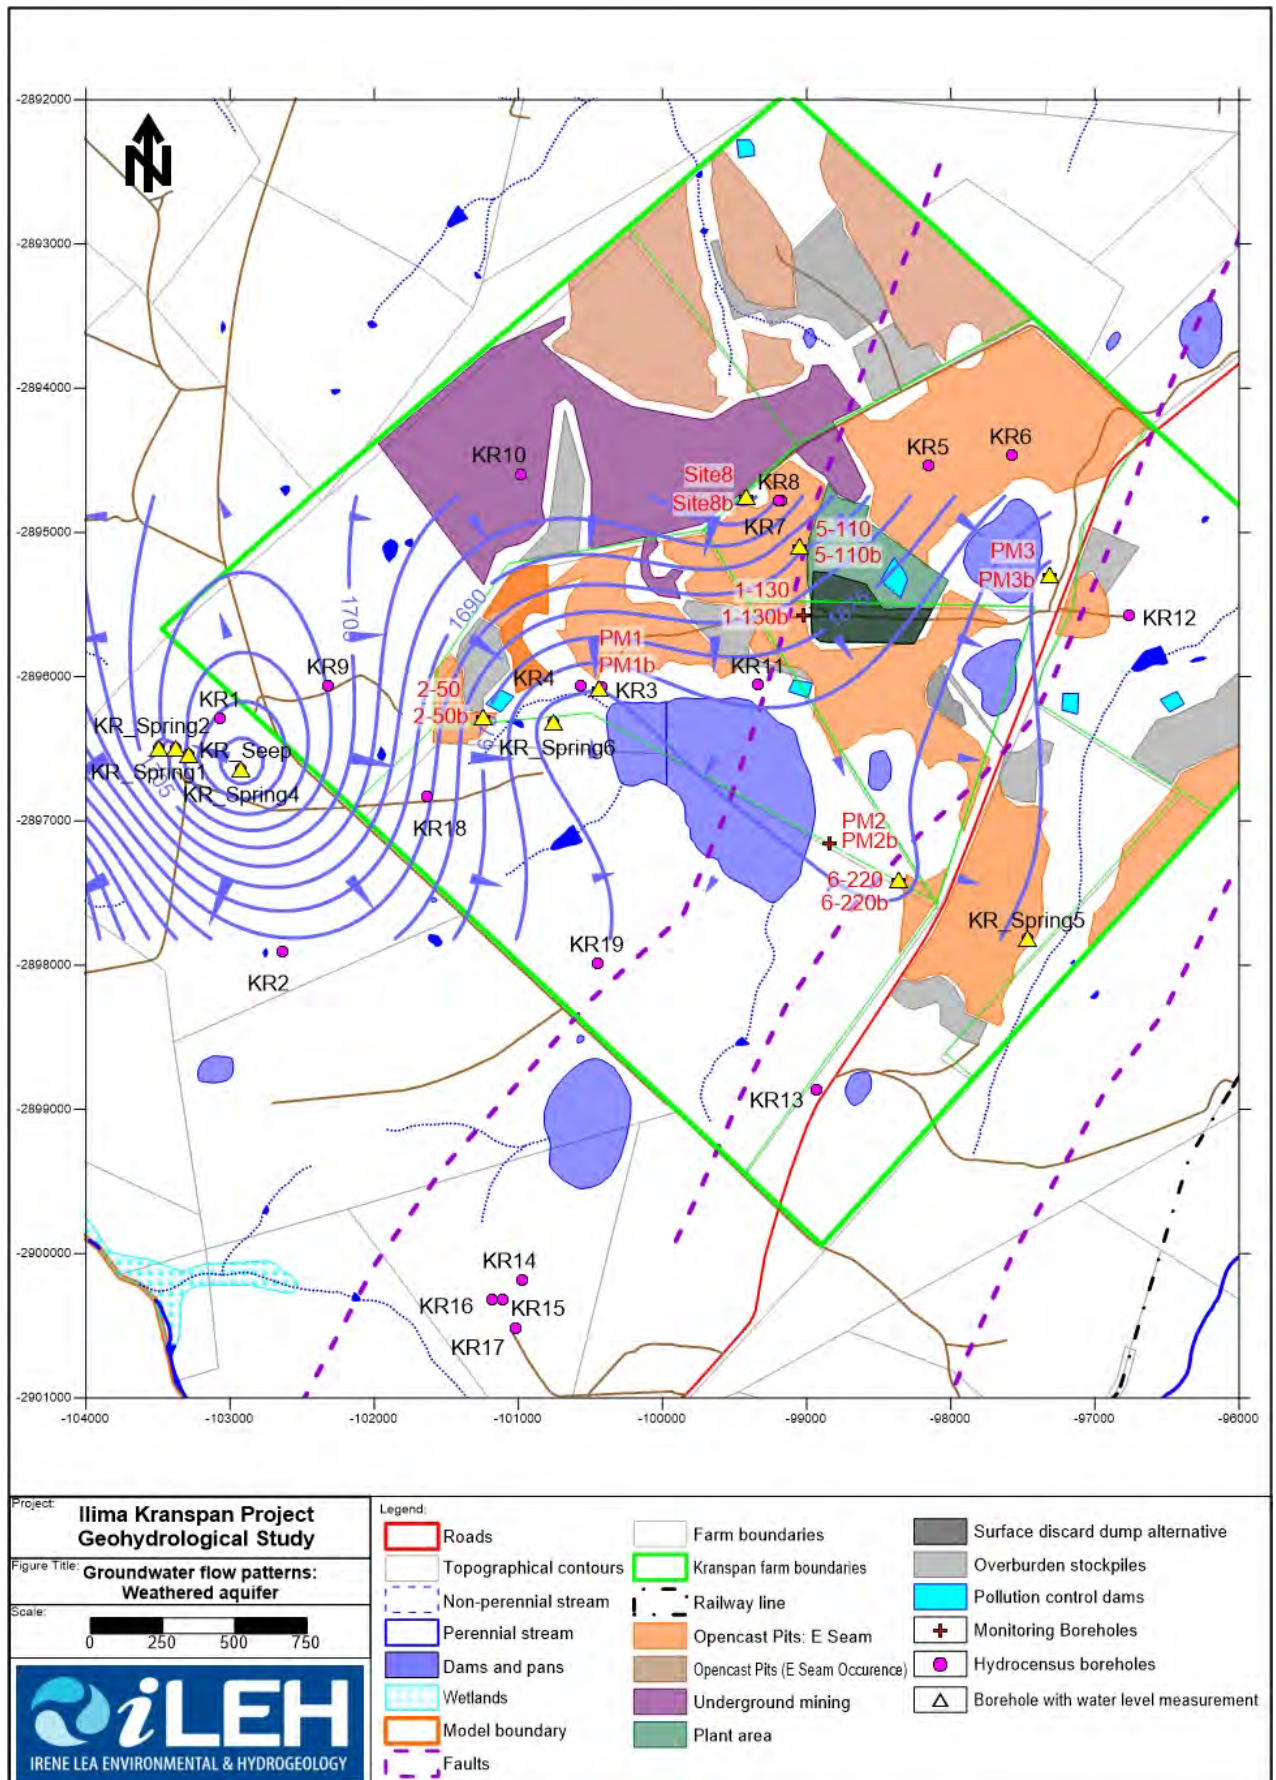 -2892000
N
-2893000
-2894000
KR5
KR6
KR10
Site8
KR8
Site8b
-2895000
KR7
5-110
5-110b
PM3
PM3b
1-130
1-130b
1690
1700
KR12
PM1
PM1b
-2896000
KR9
KR4
KR3
KR11
2-50
2-50b
KR1
KR_Spring2
KR_Seep
KR_Spring6
KR_Spring1
KR_Spring4
-2897000
KR18
PM2
PM2b
6-220
6-220b
KR_Spring5
-2898000
KR2
KR19
-2899000
KR13
-2900000
KR14
KR16
KR15
KR17
-2901000
-104000
-103000
-102000
-101000
-100000
-99000
-98000
-97000
-96000
Project:
Ilima Kranspan Project
Geohydrological Study
Figure Title:
Groundwater flow patterns:
Weathered aquifer
Scale:
0 250 500 750
iLEH
IRENE LEA ENVIRONMENTAL & HYDROGEOLOGY
Legend:
Roads
Topographical contours
Non-perennial stream
Perennial stream
Dams and pans
Wetlands
Model boundary
Faults
Farm boundaries
Kranspan farm boundaries
Railway line
Opencast Pits: E Seam
Opencast Pits (E Seam Occurence)
Underground mining
Plant area
Surface discard dump alternative
Overburden stockpiles
Pollution control dams
Monitoring Boreholes
Hydrocensus boreholes
Borehole with water level measurement